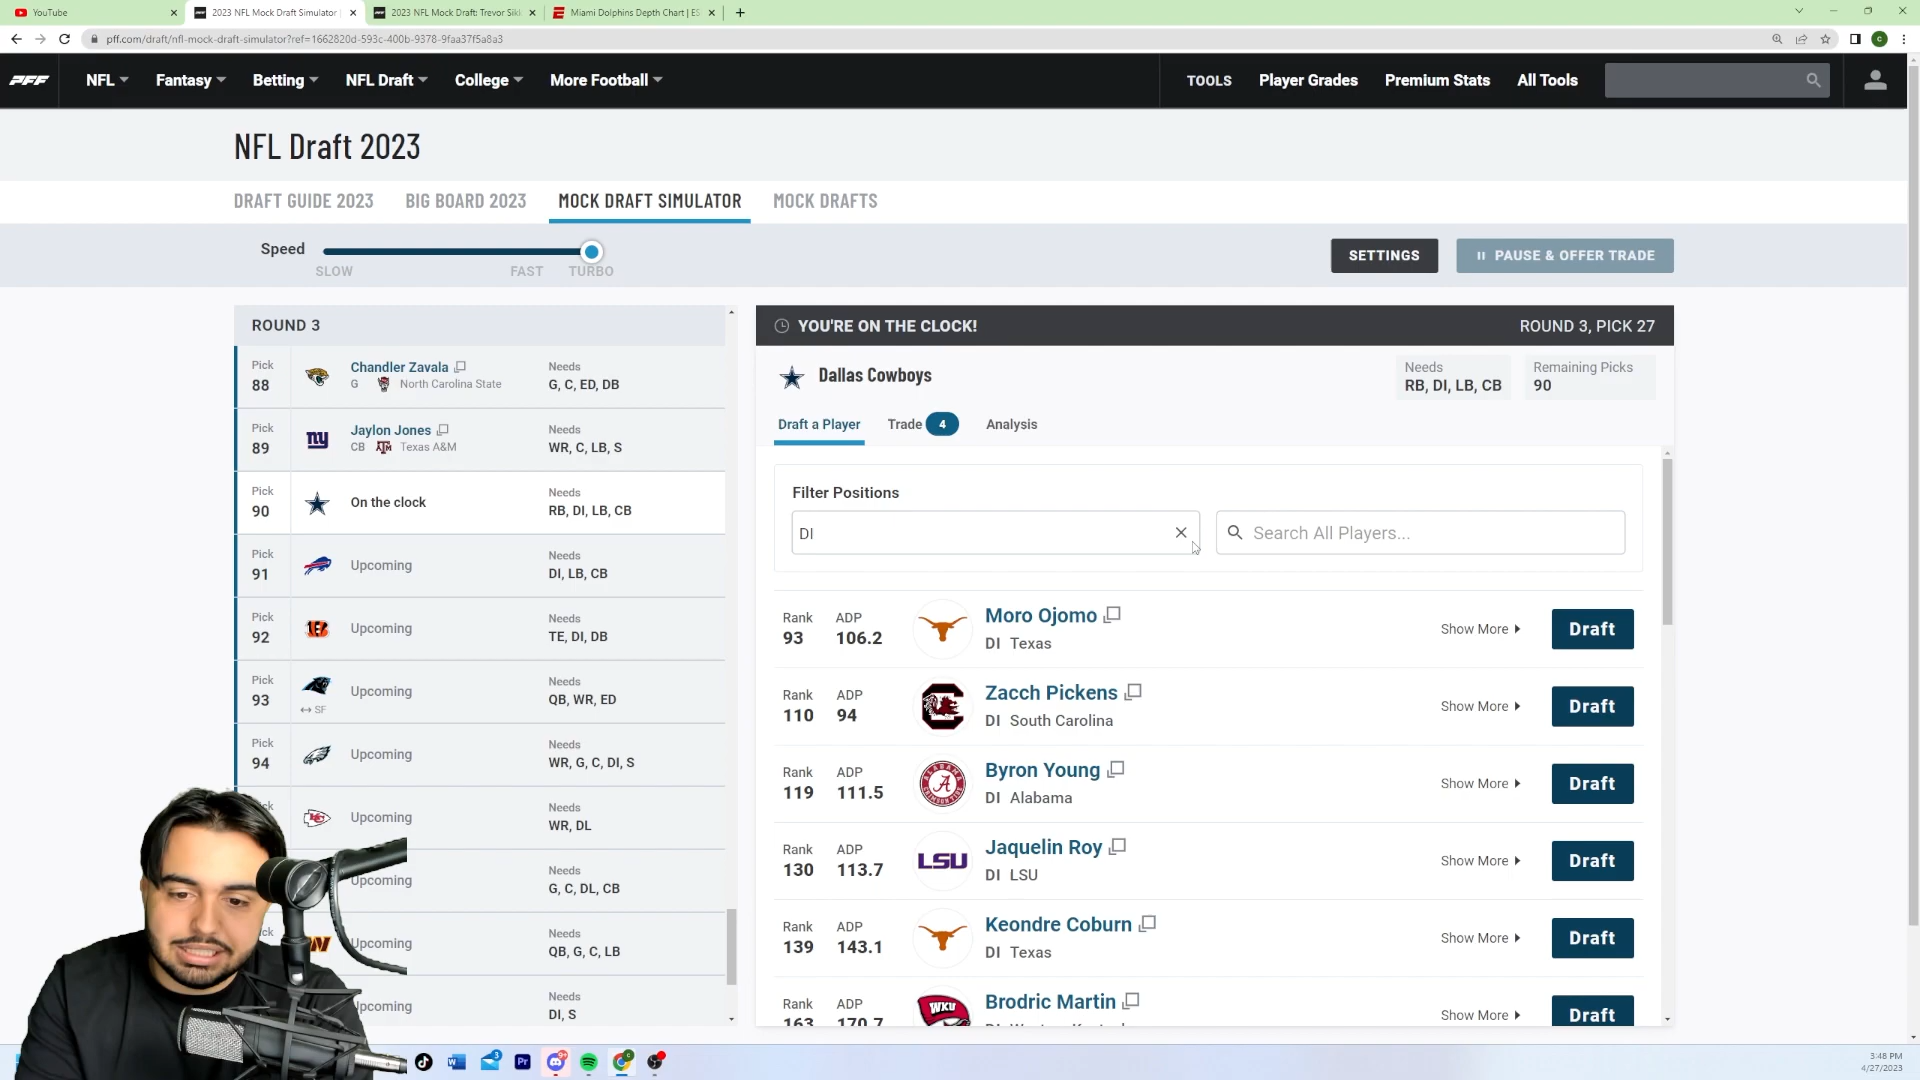 YouTube
2023 NFL Mock Draft Simulator |
2023 NFL Mock Draft: Trevor Sik
Miami Dolphins Depth Chart | ES
pff.com/draft/nfl-mock-draft-simulator?ref=1662820d-593c-400b-9378-9faa37f5a8a3
PFF
NFL
Fantasy
Betting
NFL Draft
College
More Football
TOOLS
Player Grades
Premium Stats
All Tools
NFL Draft 2023
DRAFT GUIDE 2023
BIG BOARD 2023
MOCK DRAFT SIMULATOR
MOCK DRAFTS
Speed
SLOW
FAST
TURBO
SETTINGS
PAUSE & OFFER TRADE
ROUND 3
Pick
88
Chandler Zavala
G North Carolina State
Needs
G, C, ED, DB
Pick
89
ny
Jaylon Jones
CB ATM Texas A&M
Needs
WR, C, LB, S
Pick
90
On the clock
Needs
RB, DI, LB, CB
Pick
91
Upcoming
Needs
DI, LB, CB
Pick
92
Upcoming
Needs
TE, DI, DB
Pick
93
SF
Upcoming
Needs
QB, WR, ED
Pick
94
Upcoming
Needs
WR, G, C, DI, S
Upcoming
Needs
WR, DL
Upcoming
Needs
G, C, DL, CB
Upcoming
Needs
QB, G, C, LB
pcoming
Needs
DI, S
YOU'RE ON THE CLOCK!
ROUND 3, PICK 27
Dallas Cowboys
Needs
RB, DI, LB, CB
Remaining Picks
90
Draft a Player
Trade 4
Analysis
Filter Positions
DI
Search All Players...
Rank
93
ADP
106.2
Moro Ojomo
DI Texas
Show More
Draft
Rank
110
ADP
94
Zacch Pickens
DI South Carolina
Show More
Draft
Rank
119
ADP
111.5
Byron Young
DI Alabama
Show More
Draft
Rank
130
ADP
113.7
LSU
Jaquelin Roy
DI LSU
Show More
Draft
Rank
139
ADP
143.1
Keondre Coburn
DI Texas
Show More
Draft
Rank
163
ADP
170.7
WKU
Brodric Martin
Show More
Draft
3:48 PM
4/27/2023